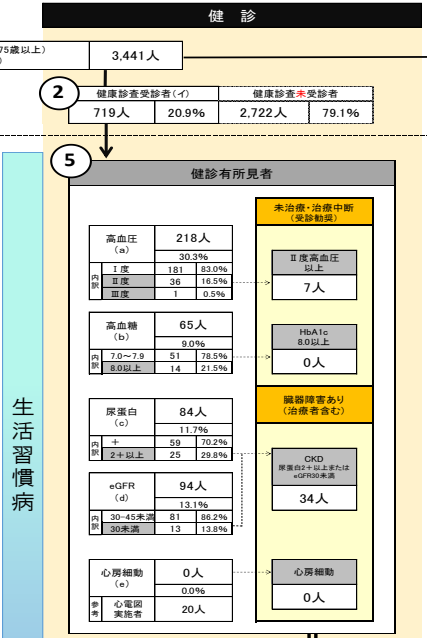 健 診
75歳以上)
)
3,441人
2
健康診査受診者(イ) 健康診査未受診者
719人 20.9% 2,722人 79.1%
5
健診有所見者
未治療・治療中断
(受診勧奨)
高血圧
(a)
218人
30.3%
内訳
Ⅰ度 181 83.0%
Ⅱ度 36 16.5%
Ⅲ度 1 0.5%
Ⅱ度高血圧
以上
7人
高血糖
(b)
65人
9.0%
内訳
7.0～7.9 51 78.5%
8.0以上 14 21.5%
HbA1c
8.0以上
0人
臓器障害あり
(治療者含む)
尿蛋白
(c)
84人
11.7%
内訳
+ 59 70.2%
2+以上 25 29.8%
CKD
尿蛋白2+以上または
eGFR30未満
34人
eGFR
(d)
94人
13.1%
内訳
30-45未満 81 86.2%
30未満 13 13.8%
心房細動
(e)
0人
0.0%
参考
心電図
実施者
20人
心房細動
0人
生活習慣病